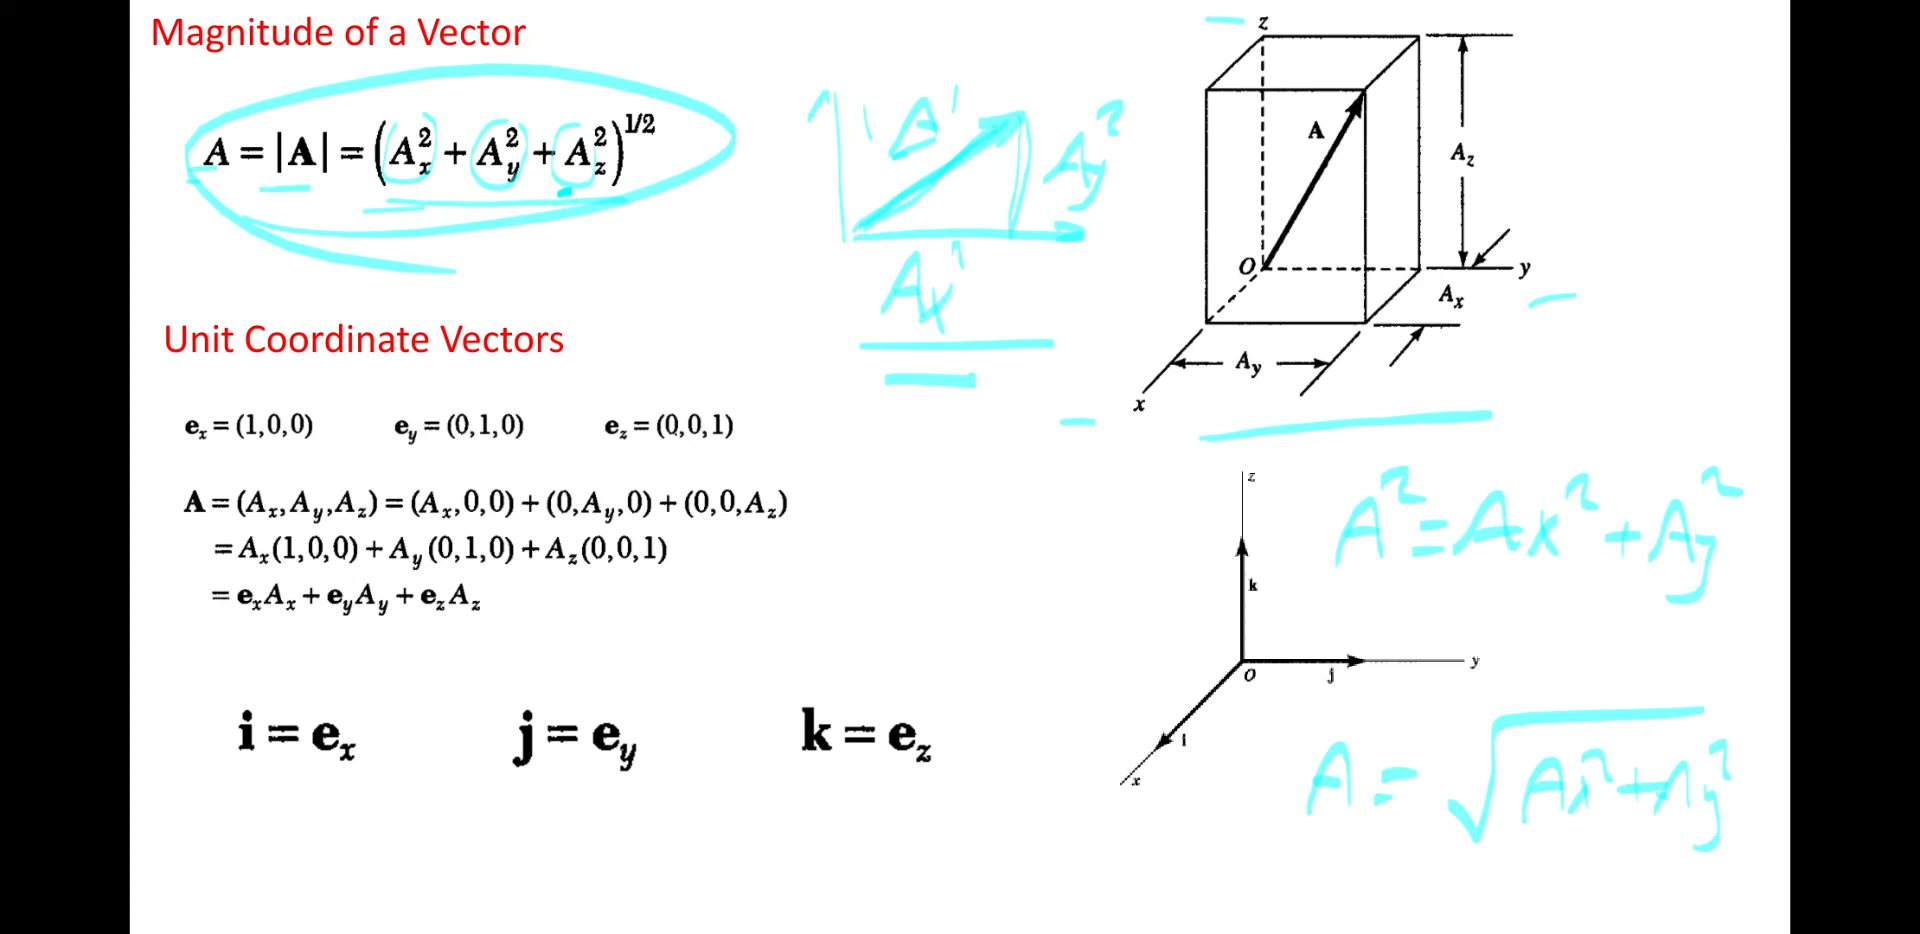 Magnitude of a Vector
A = |A| = (A_x^2 + A_y^2 + A_z^2)^{1/2}
A
A_y^2
A_x
z
A
A_z
O
y
A_x
A_y
x
Unit Coordinate Vectors
e_x = (1,0,0) e_y = (0,1,0) e_z = (0,0,1)
A = (A_x, A_y, A_z) = (A_x,0,0) + (0,A_y,0) + (0,0,A_z)
= A_x(1,0,0) + A_y(0,1,0) + A_z(0,0,1)
= e_xA_x + e_yA_y + e_zA_z
i = e_x j = e_y k = e_z
z
k
O
j
y
i
x
A^2 = Ax^2 + Ay^2
A = √(Ax^2 + Ay^2)